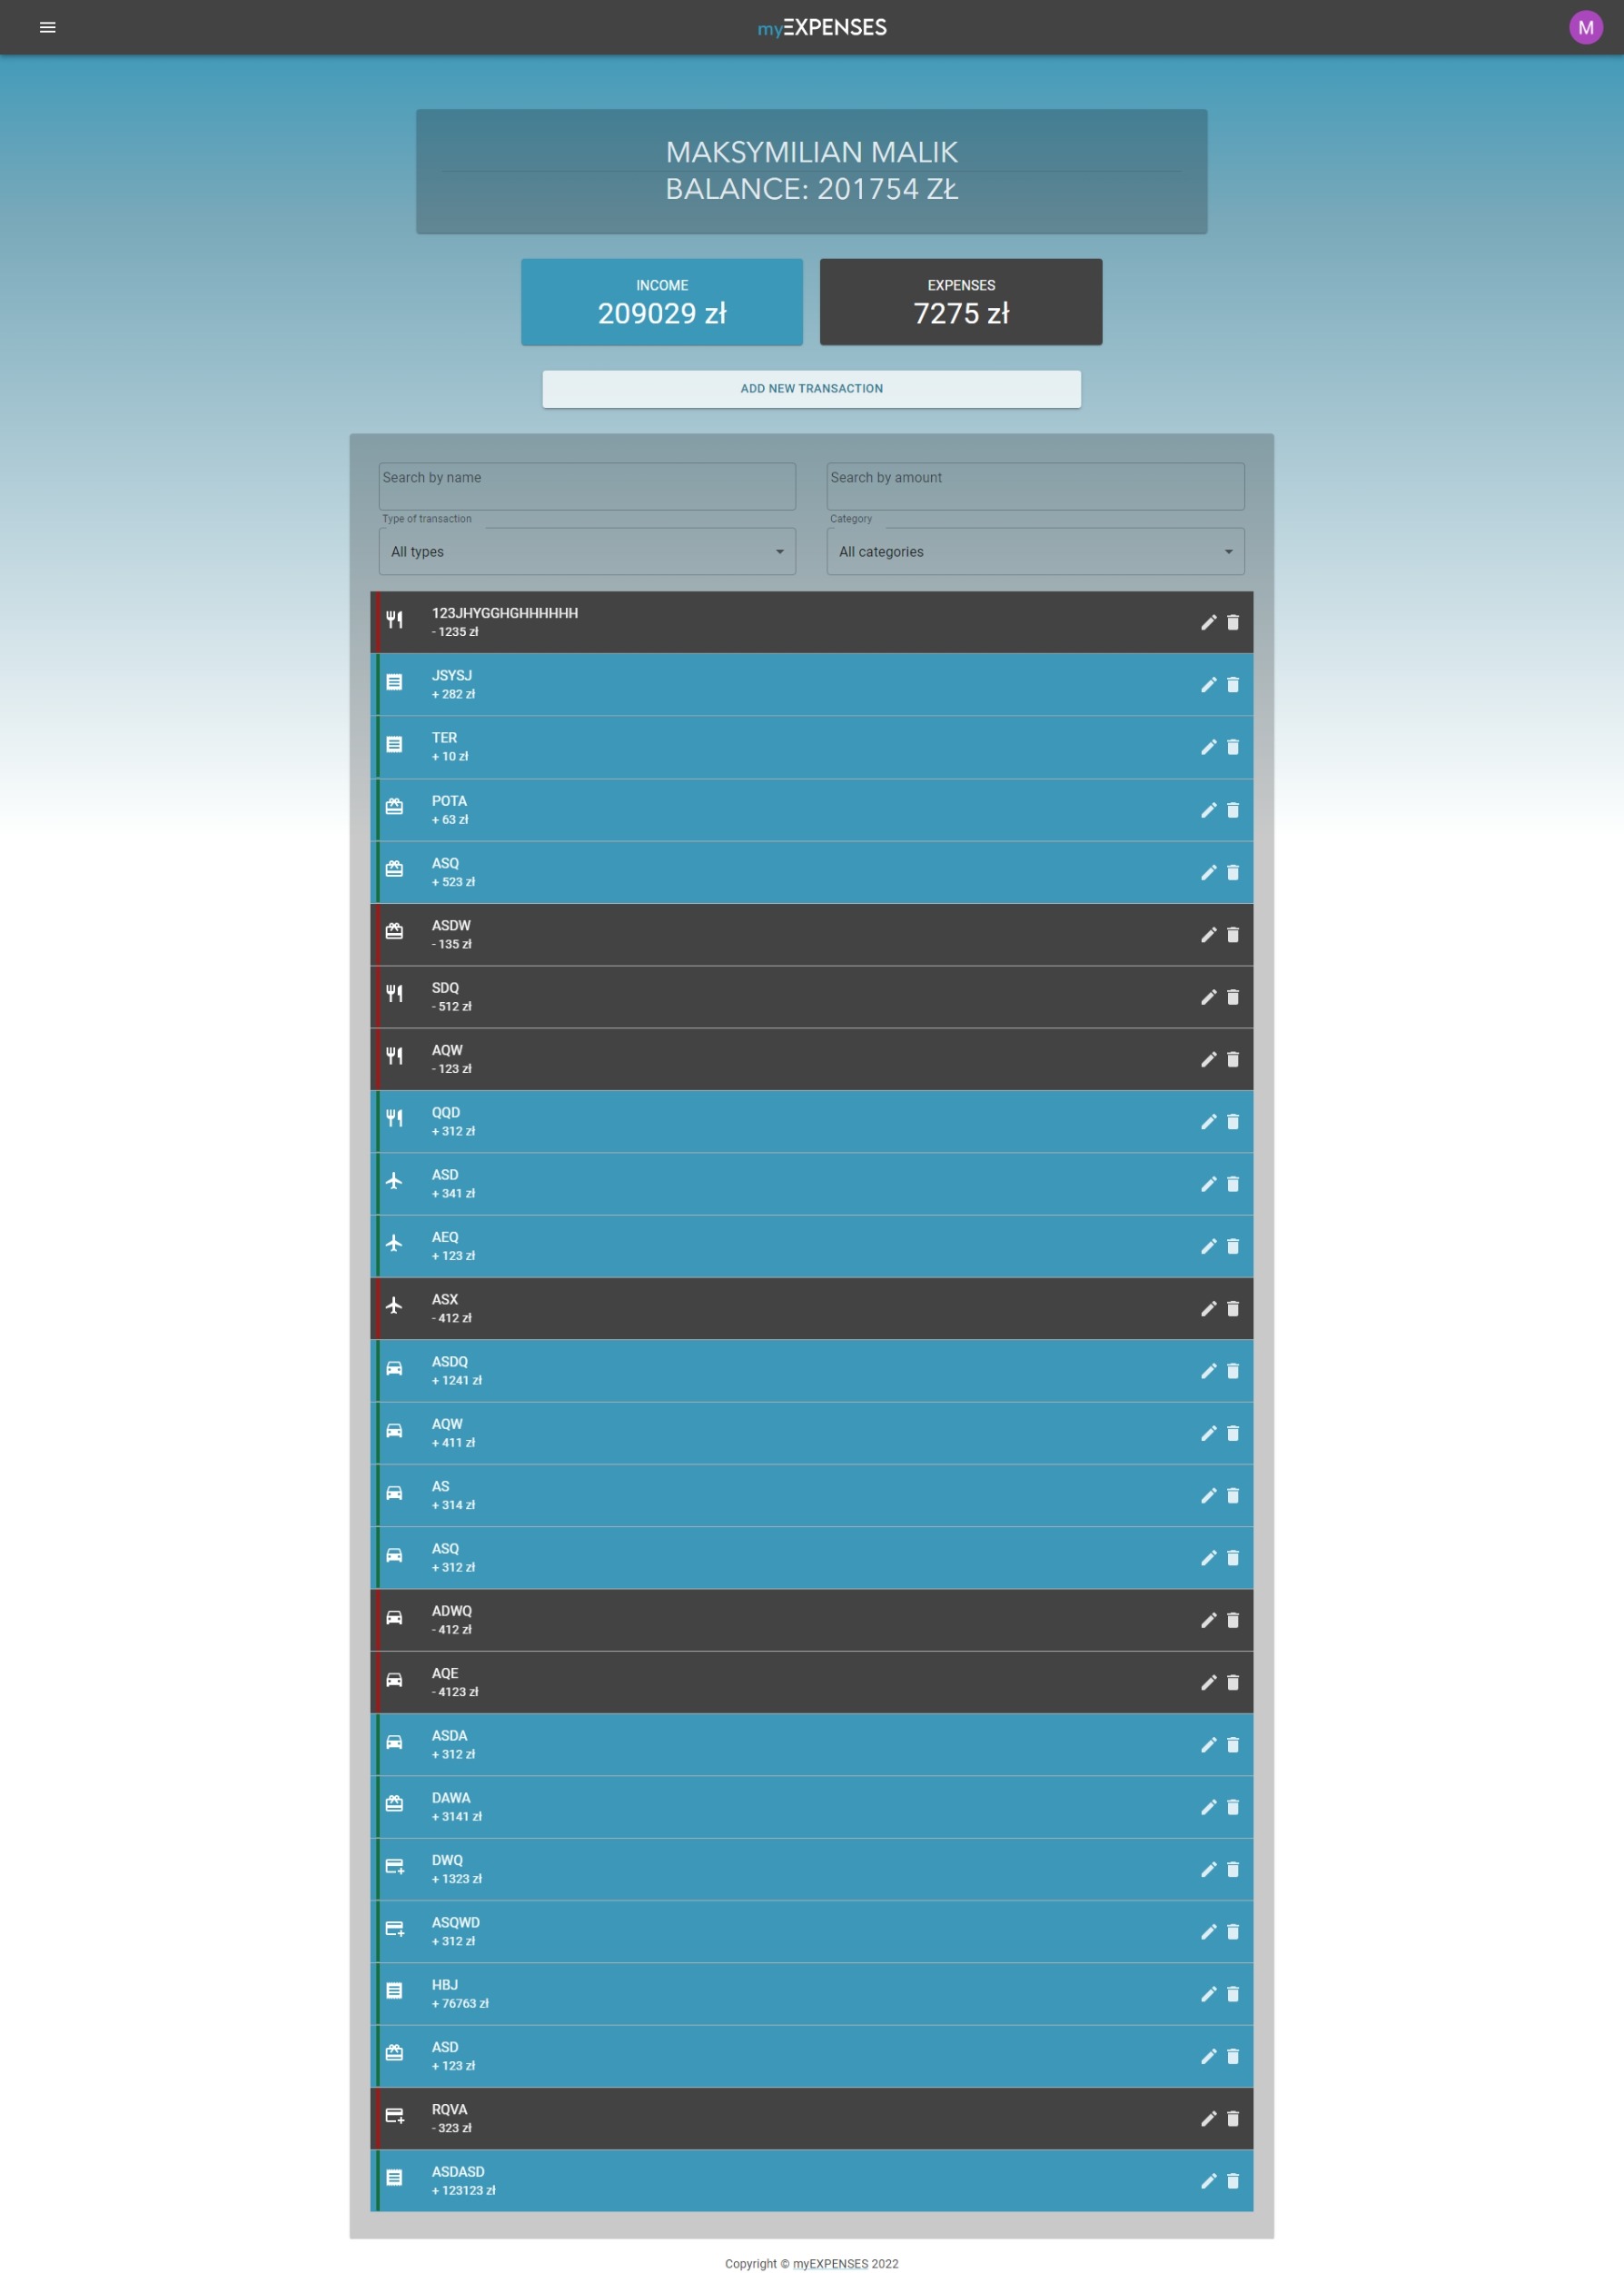 myEXPENSES
M
MAKSYMILIAN MALIK
BALANCE: 201754 ZŁ
INCOME
209029 zł
EXPENSES
7275 zł
ADD NEW TRANSACTION
Search by name
Search by amount
Type of transaction
All types
Category
All categories
123JHYGGHGHHHHHH
- 1235 zł
JSYSJ
+ 282 zł
TER
+ 10 zł
POTA
+ 63 zł
ASQ
+ 523 zł
ASDW
- 135 zł
SDQ
- 512 zł
AQW
- 123 zł
QQD
+ 312 zł
ASD
+ 341 zł
AEQ
+ 123 zł
ASX
- 412 zł
ASDQ
+ 1241 zł
AQW
+ 411 zł
AS
+ 314 zł
ASQ
+ 312 zł
ADWQ
- 412 zł
AQE
- 4123 zł
ASDA
+ 312 zł
DAWA
+ 3141 zł
DWQ
+ 1323 zł
ASQWD
+ 312 zł
HBJ
+ 76763 zł
ASD
+ 123 zł
RQVA
- 323 zł
ASDASD
+ 123123 zł
Copyright © myEXPENSES 2022